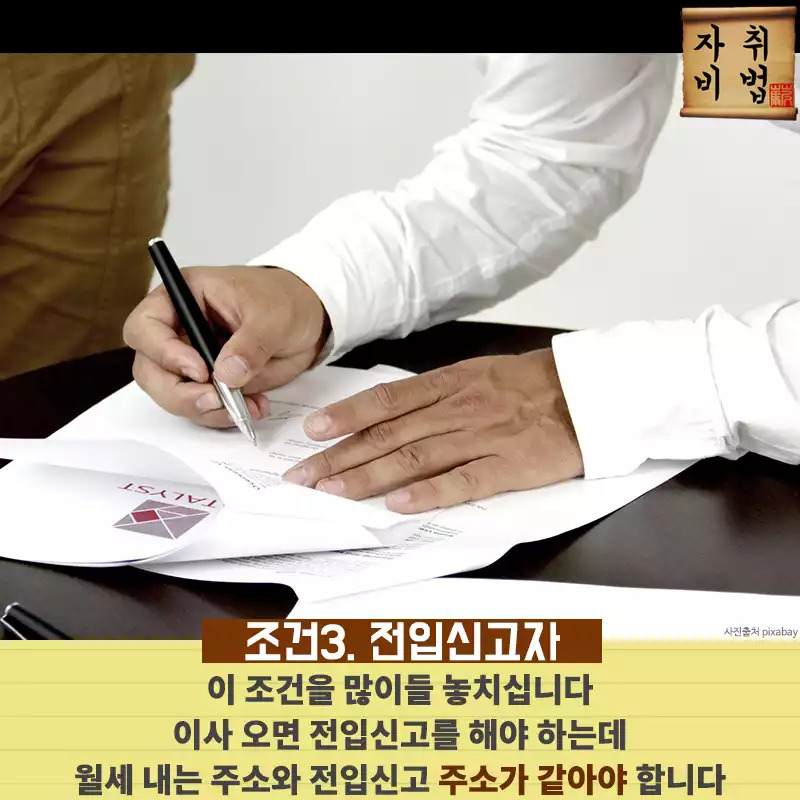 자취
비법
TALYST
사진출처 pixabay
조건3. 전입신고자
이 조건을 많이들 놓치십니다
이사 오면 전입신고를 해야 하는데
월세 내는 주소와 전입신고 주소가 같아야 합니다